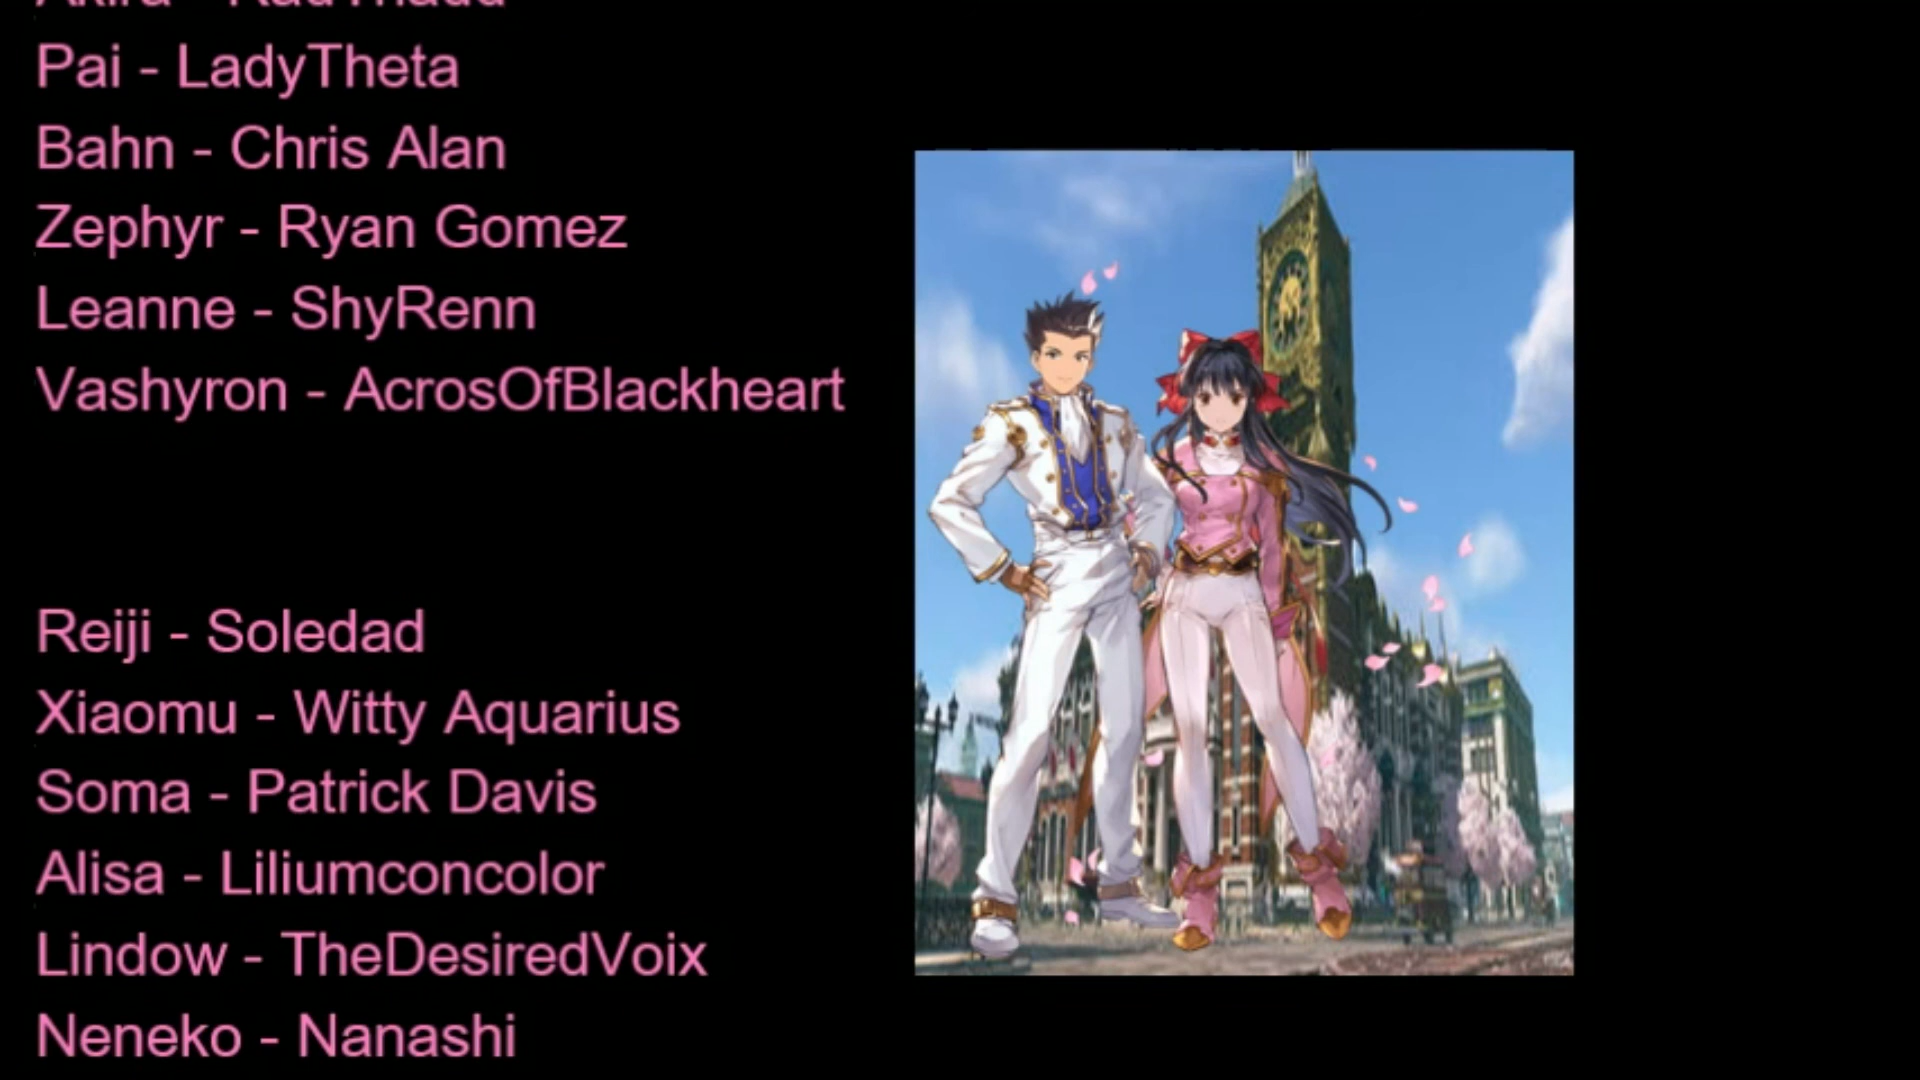 Pai - LadyTheta
Bahn - Chris Alan
Zephyr - Ryan Gomez
Leanne - ShyRenn
Vashyron - AcrosOfBlackheart
Reiji - Soledad
Xiaomu - Witty Aquarius
Soma - Patrick Davis
Alisa - Liliumconcolor
Lindow - TheDesiredVoix
Neneko - Nanashi